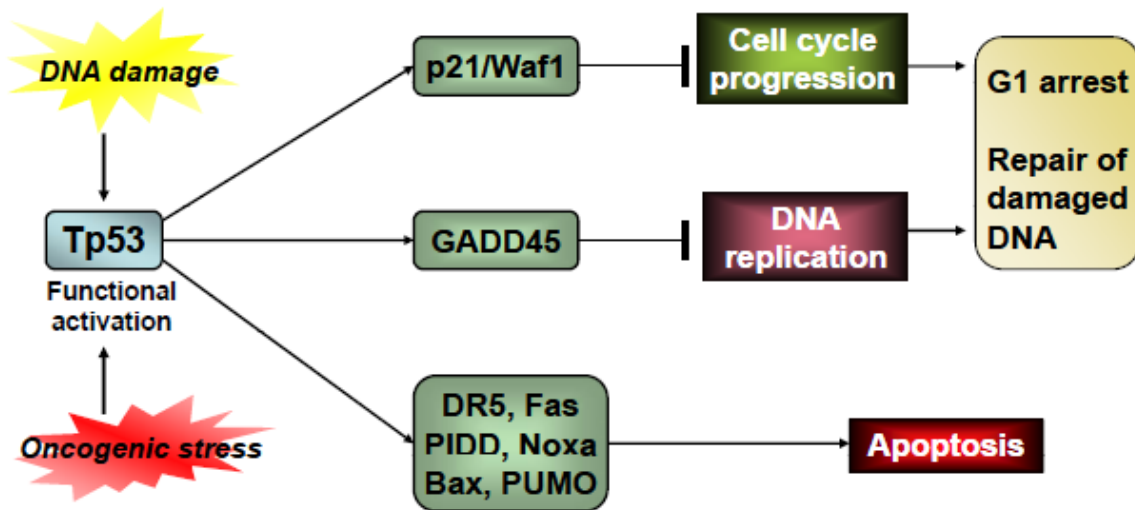 DNA damage
Tp53
Functional
activation
Oncogenic stress
p21/Waf1
Cell cycle
progression
GADD45
DNA
replication
G1 arrest
Repair of
damaged
DNA
DR5, Fas
PIDD, Noxa
Bax, PUMO
Apoptosis